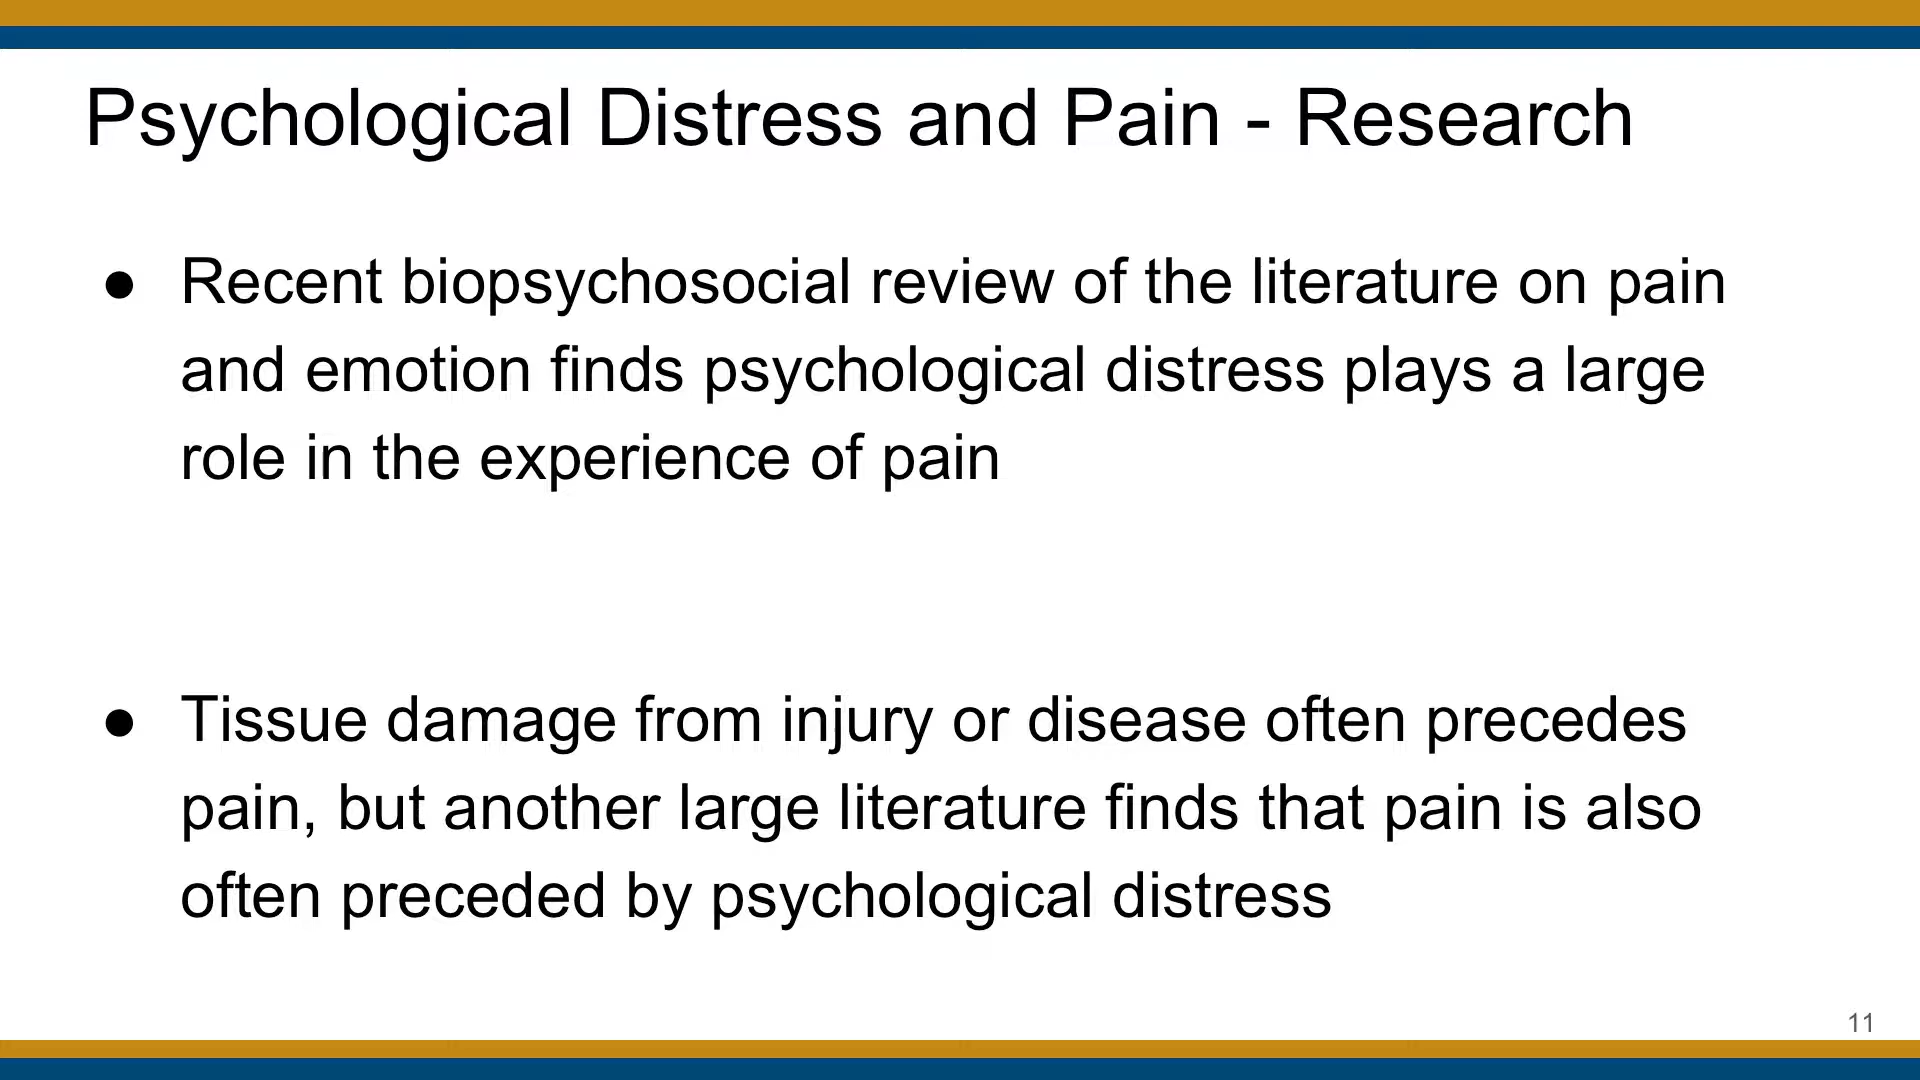 Psychological Distress and Pain - Research
● Recent biopsychosocial review of the literature on pain
and emotion finds psychological distress plays a large
role in the experience of pain
● Tissue damage from injury or disease often precedes
pain, but another large literature finds that pain is also
often preceded by psychological distress
11